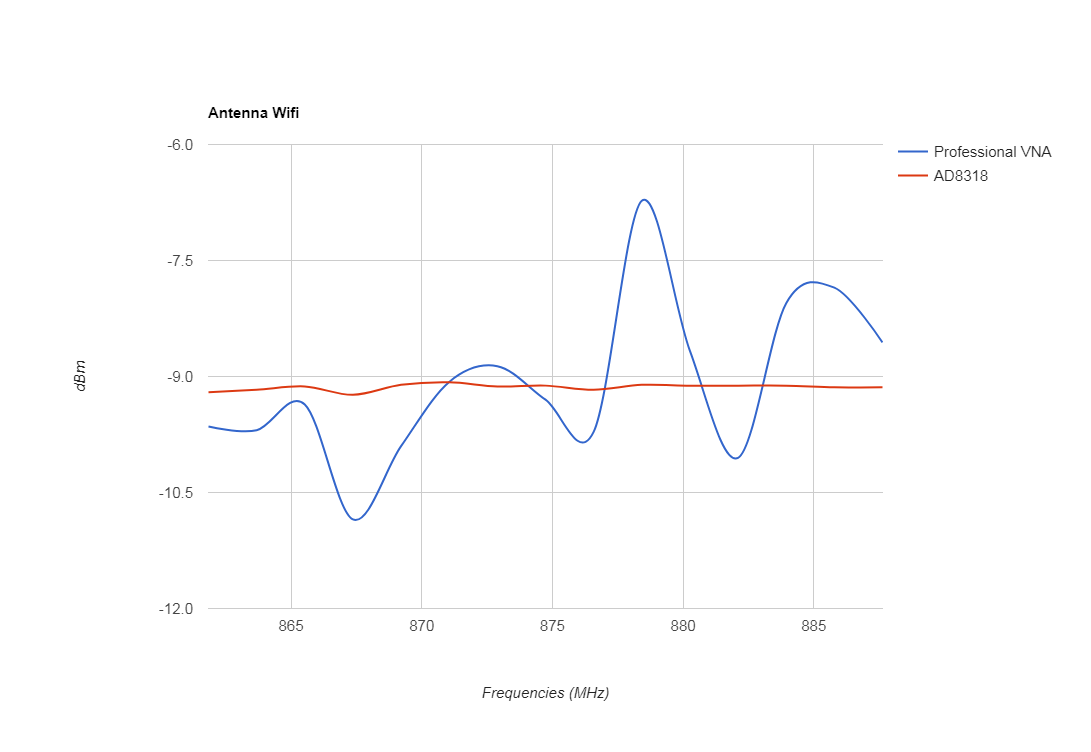 Antenna Wifi
Professional VNA
AD8318
-6.0
-7.5
-9.0
-10.5
-12.0
dBm
865 870 875 880 885
Frequencies (MHz)